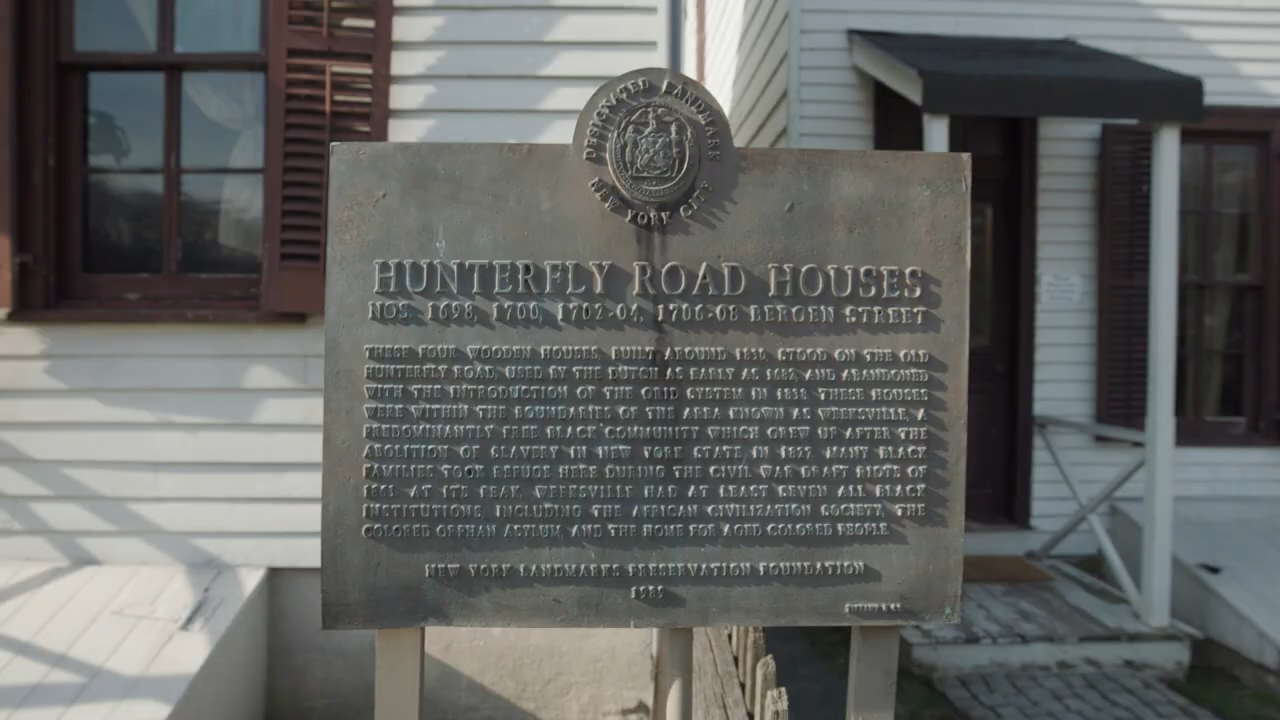 DESIGNATED LANDMARK
NEW YORK CITY
HUNTERFLY ROAD HOUSES
NOS. 1698, 1700, 1702-04, 1706-08 BERGEN STREET
THESE FOUR WOODEN HOUSES, BUILT AROUND 1830, STOOD ON THE OLD
HUNTERFLY ROAD, USED BY THE DUTCH AS EARLY AS 1682, AND ABANDONED
WITH THE INTRODUCTION OF THE GRID SYSTEM IN 1838. THESE HOUSES
WERE WITHIN THE BOUNDARIES OF THE AREA KNOWN AS WEEKSVILLE, A
PREDOMINANTLY FREE BLACK COMMUNITY WHICH GREW UP AFTER THE
ABOLITION OF SLAVERY IN NEW YORK STATE IN 1827. MANY BLACK
FAMILIES TOOK REFUGE HERE DURING THE CIVIL WAR DRAFT RIOTS OF
1863. AT ITS PEAK, WEEKSVILLE HAD AT LEAST SEVEN ALL BLACK
INSTITUTIONS, INCLUDING THE AFRICAN CIVILIZATION SOCIETY, THE
COLORED ORPHAN ASYLUM, AND THE HOME FOR AGED COLORED PEOPLE.
NEW YORK LANDMARKS PRESERVATION FOUNDATION
1989